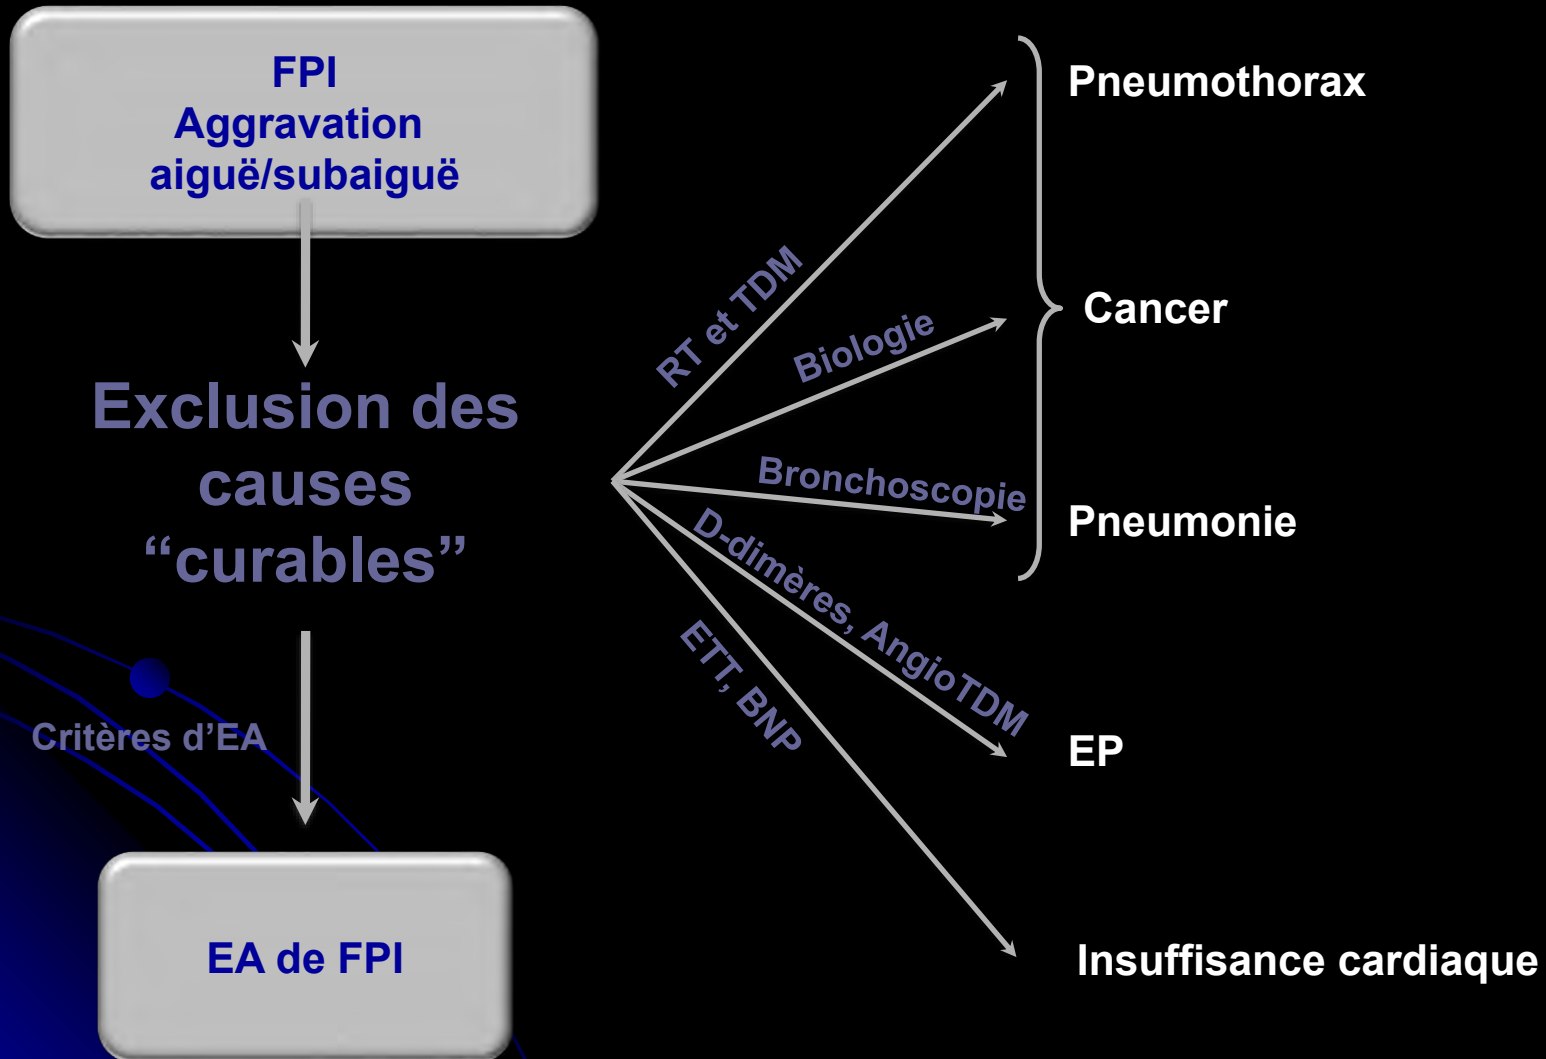 FPI
Aggravation
aiguë/subaiguë
Exclusion des
causes
“curables”
Critères d’EA
EA de FPI
RT et TDM
Biologie
Bronchoscopie
D-dimères, AngioTDM
ETT, BNP
Pneumothorax
Cancer
Pneumonie
EP
Insuffisance cardiaque